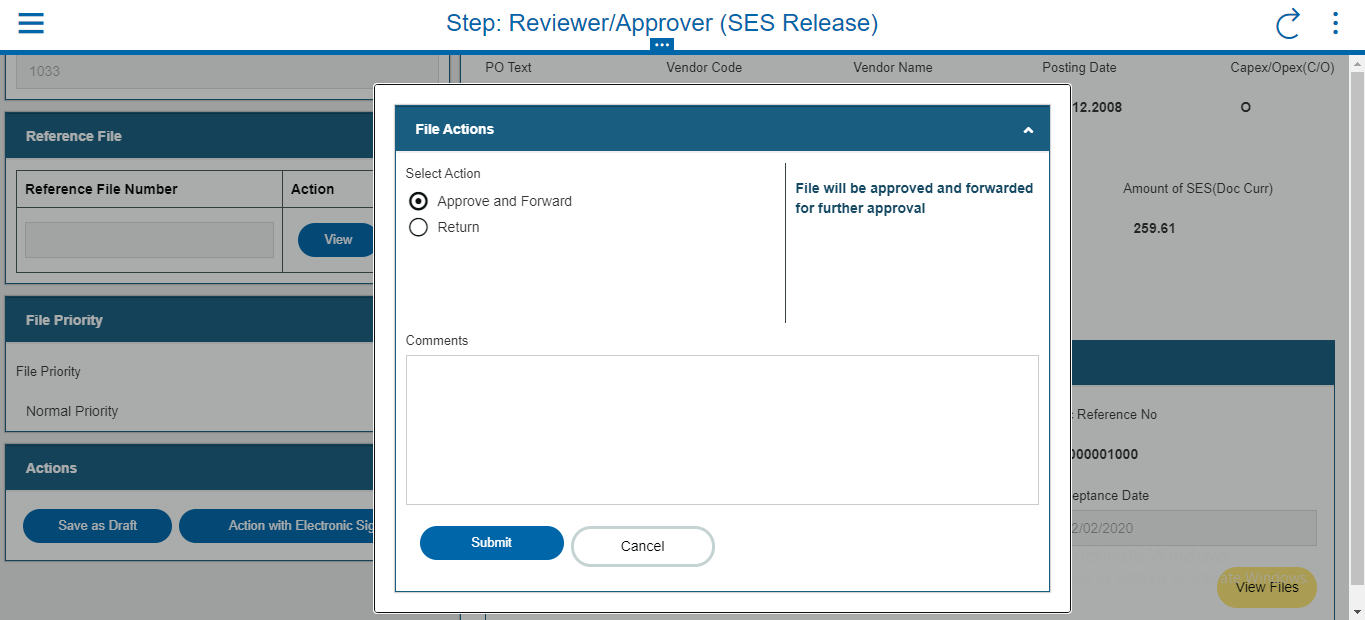 Step: Reviewer/Approver (SES Release)
1033
PO Text
Vendor Code
Vendor Name
Posting Date
Capex/Opex(C/O)
12.2008
O
Reference File
Reference File Number
Action
View
Amount of SES(Doc Curr)
259.61
File Priority
File Priority
Normal Priority
Actions
Save as Draft
Action with Electronic Sig
File Actions
Select Action
Approve and Forward
Return
File will be approved and forwarded
for further approval
Comments
Submit
Cancel
Reference No
000001000
eptance Date
2/02/2020
View Files